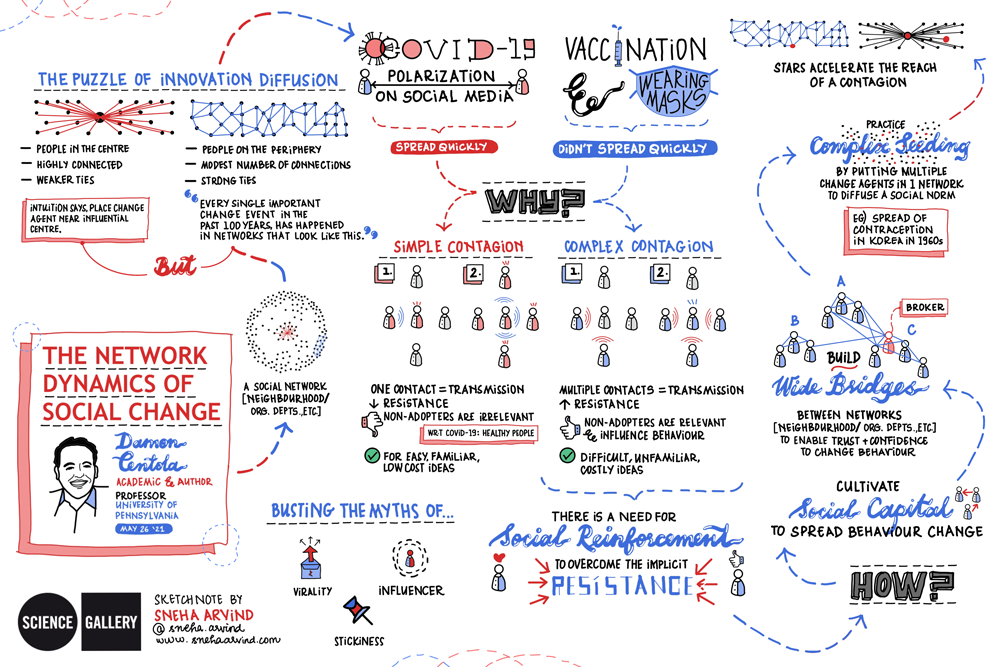 THE PUZZLE OF INNOVATION DIFFUSION
— PEOPLE IN THE CENTRE
— HIGHLY CONNECTED
— WEAKER TIES
— PEOPLE ON THE PERIPHERY
— MODEST NUMBER OF CONNECTIONS
— STRONG TIES
INTUITION SAYS, PLACE CHANGE
AGENT NEAR INFLUENTIAL
CENTRE.
“EVERY SINGLE IMPORTANT
CHANGE EVENT IN THE
PAST 100 YEARS, HAS HAPPENED
IN NETWORKS THAT LOOK LIKE THIS.”
But
THE NETWORK
DYNAMICS OF
SOCIAL CHANGE
Damon
Centola
ACADEMIC & AUTHOR
PROFESSOR
UNIVERSITY OF
PENNSYLVANIA
MAY 26 '21
A SOCIAL NETWORK
[NEIGHBOURHOOD/
ORG. DEPTS.,ETC]
SCIENCE
GALLERY
SKETCHNOTE BY
SNEHA ARVIND
@ sneha.arvind
www.snehaarvind.com
COVID-19
POLARIZATION
ON SOCIAL MEDIA
SPREAD QUICKLY
VACCINATION
WEARING
MASKS
DIDN'T SPREAD QUICKLY
WHY?
SIMPLE CONTAGION
1.
2.
ONE CONTACT = TRANSMISSION
↓ RESISTANCE
NON-ADOPTERS ARE IRRELEVANT
W.R.T COVID-19: HEALTHY PEOPLE
FOR EASY, FAMILIAR,
LOW COST IDEAS
COMPLEX CONTAGION
1.
2.
MULTIPLE CONTACTS = TRANSMISSION
↑ RESISTANCE
NON-ADOPTERS ARE RELEVANT
& INFLUENCE BEHAVIOUR
DIFFICULT, UNFAMILIAR,
COSTLY IDEAS
BUSTING THE MYTHS OF...
VIRALITY
INFLUENCER
STICKINESS
THERE IS A NEED FOR
Social Reinforcement
TO OVERCOME THE IMPLICIT
RESISTANCE
HOW?
CULTIVATE
Social Capital
TO SPREAD BEHAVIOUR CHANGE
A
B
C
BROKER
BUILD
Wide Bridges
BETWEEN NETWORKS
[NEIGHBOURHOOD/ ORG. DEPTS.,ETC]
TO ENABLE TRUST + CONFIDENCE
TO CHANGE BEHAVIOUR
PRACTICE
Complex Seeding
BY PUTTING MULTIPLE
CHANGE AGENTS IN 1 NETWORK
TO DIFFUSE A SOCIAL NORM
EG) SPREAD OF
CONTRACEPTION
IN KOREA IN 1960s
STARS ACCELERATE THE REACH
OF A CONTAGION